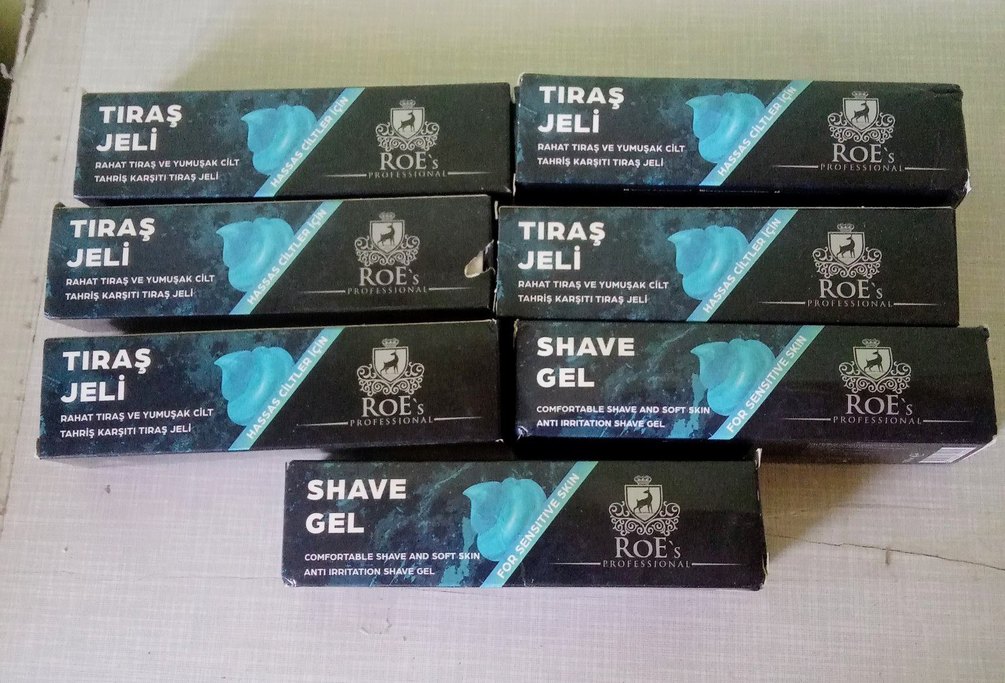 TIRAŞ
JELİ
RAHAT TIRAŞ VE YUMUŞAK CİLT
TAHRİŞ KARŞITI TIRAŞ JELİ
HASSAS CİLTLER İÇİN
RoE`s
PROFESSIONAL
TIRAŞ
JELİ
RAHAT TIRAŞ VE YUMUŞAK CİLT
TAHRİŞ KARŞITI TIRAŞ JELİ
HASSAS CİLTLER İÇİN
RoE`s
PROFESSIONAL
TIRAŞ
JELİ
RAHAT TIRAŞ VE YUMUŞAK CİLT
TAHRİŞ KARŞITI TIRAŞ JELİ
HASSAS CİLTLER İÇİN
RoE`s
PROFESSIONAL
TIRAŞ
JELİ
RAHAT TIRAŞ VE YUMUŞAK CİLT
TAHRİŞ KARŞITI TIRAŞ JELİ
HASSAS CİLTLER İÇİN
RoE`s
PROFESSIONAL
TIRAŞ
JELİ
RAHAT TIRAŞ VE YUMUŞAK CİLT
TAHRİŞ KARŞITI TIRAŞ JELİ
HASSAS CİLTLER İÇİN
RoE`s
PROFESSIONAL
SHAVE
GEL
COMFORTABLE SHAVE AND SOFT SKIN
ANTI IRRITATION SHAVE GEL
FOR SENSITIVE SKIN
RoE`s
PROFESSIONAL
SHAVE
GEL
COMFORTABLE SHAVE AND SOFT SKIN
ANTI IRRITATION SHAVE GEL
FOR SENSITIVE SKIN
RoE`s
PROFESSIONAL